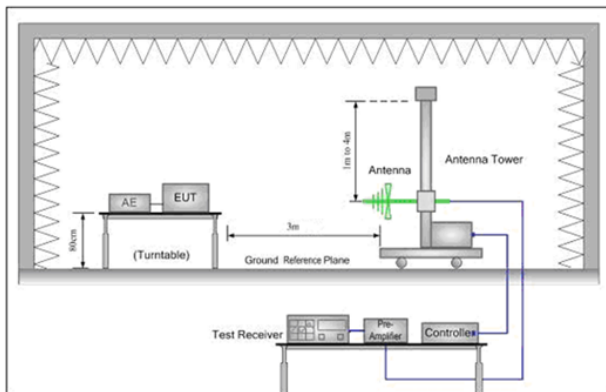 1m to 4m
Antenna
Antenna Tower
AE
EUT
80cm
(Turntable)
3m
Ground Reference Plane
Test Receiver
Pre-
Amplifier
Controller